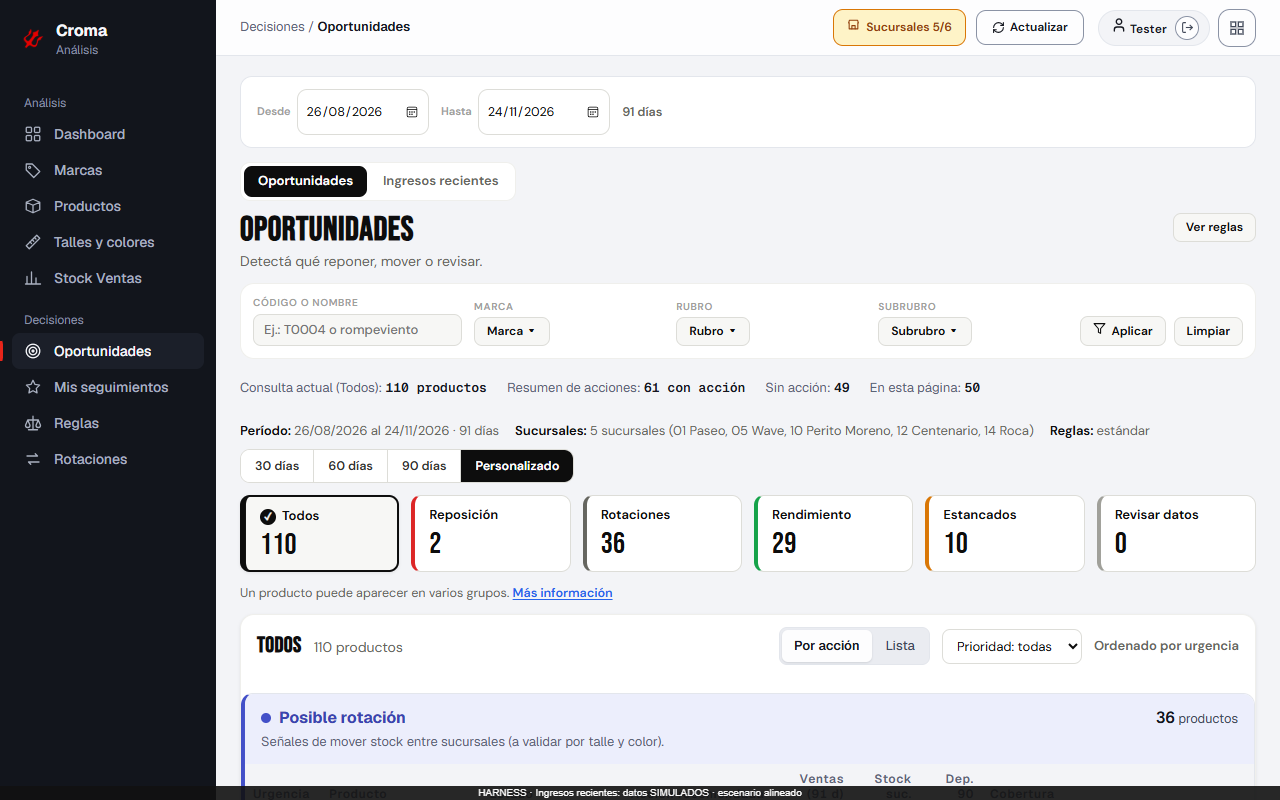 Croma
Análisis
Análisis
Dashboard
Marcas
Productos
Talles y colores
Stock Ventas
Decisiones
Oportunidades
Mis seguimientos
Reglas
Rotaciones
Decisiones / Oportunidades
Sucursales 5/6
Actualizar
Tester
Desde 26/08/2026 Hasta 24/11/2026 91 días
Oportunidades Ingresos recientes
OPORTUNIDADES
Ver reglas
Detectá qué reponer, mover o revisar.
CÓDIGO O NOMBRE MARCA RUBRO SUBRUBRO
Ej.: T0004 o rompeviento Marca Rubro Subrubro Aplicar Limpiar
Consulta actual (Todos): 110 productos Resumen de acciones: 61 con acción Sin acción: 49 En esta página: 50
Período: 26/08/2026 al 24/11/2026 · 91 días Sucursales: 5 sucursales (01 Paseo, 05 Wave, 10 Perito Moreno, 12 Centenario, 14 Roca) Reglas: estándar
30 días 60 días 90 días Personalizado
Todos Reposición Rotaciones Rendimiento Estancados Revisar datos
110 2 36 29 10 0
Un producto puede aparecer en varios grupos. Más información
TODOS 110 productos Por acción Lista Prioridad: todas Ordenado por urgencia
Posible rotación 36 productos
Señales de mover stock entre sucursales (a validar por talle y color).
Ventas Stock Dep.
Urgencia Producto (91 d) suc. 90 Cobertura
HARNESS · Ingresos recientes: datos SIMULADOS · escenario alineado